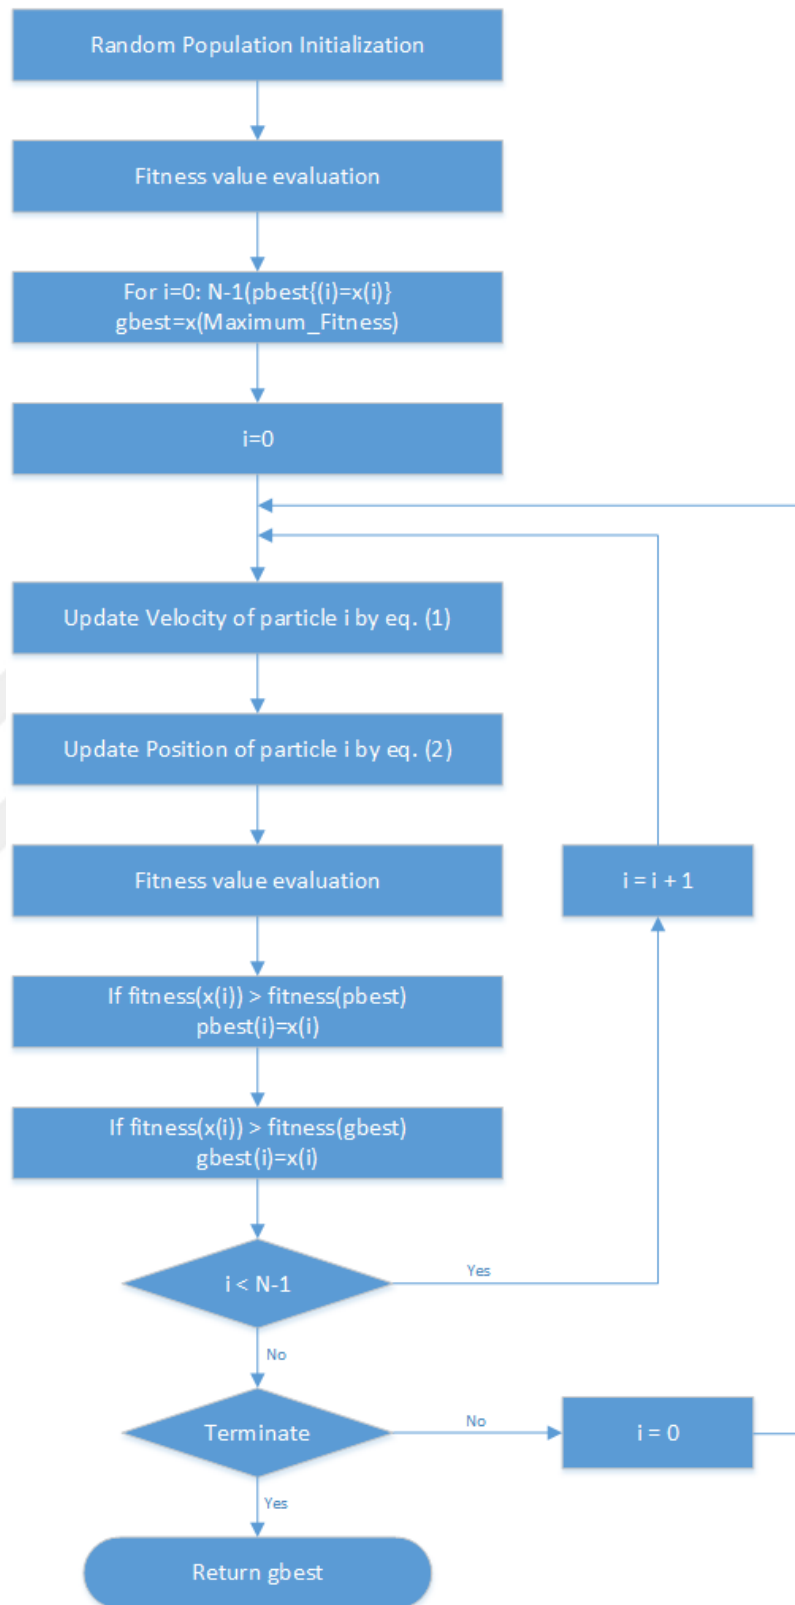 Random Population Initialization
Fitness value evaluation
For i=0: N-1(pbest{(i)=x(i)}
gbest=x(Maximum_Fitness)
i=0
Update Velocity of particle i by eq. (1)
Update Position of particle i by eq. (2)
Fitness value evaluation
i = i + 1
If fitness(x(i)) > fitness(pbest)
pbest(i)=x(i)
If fitness(x(i)) > fitness(gbest)
gbest(i)=x(i)
i < N-1
Yes
No
Terminate
No
i = 0
Yes
Return gbest